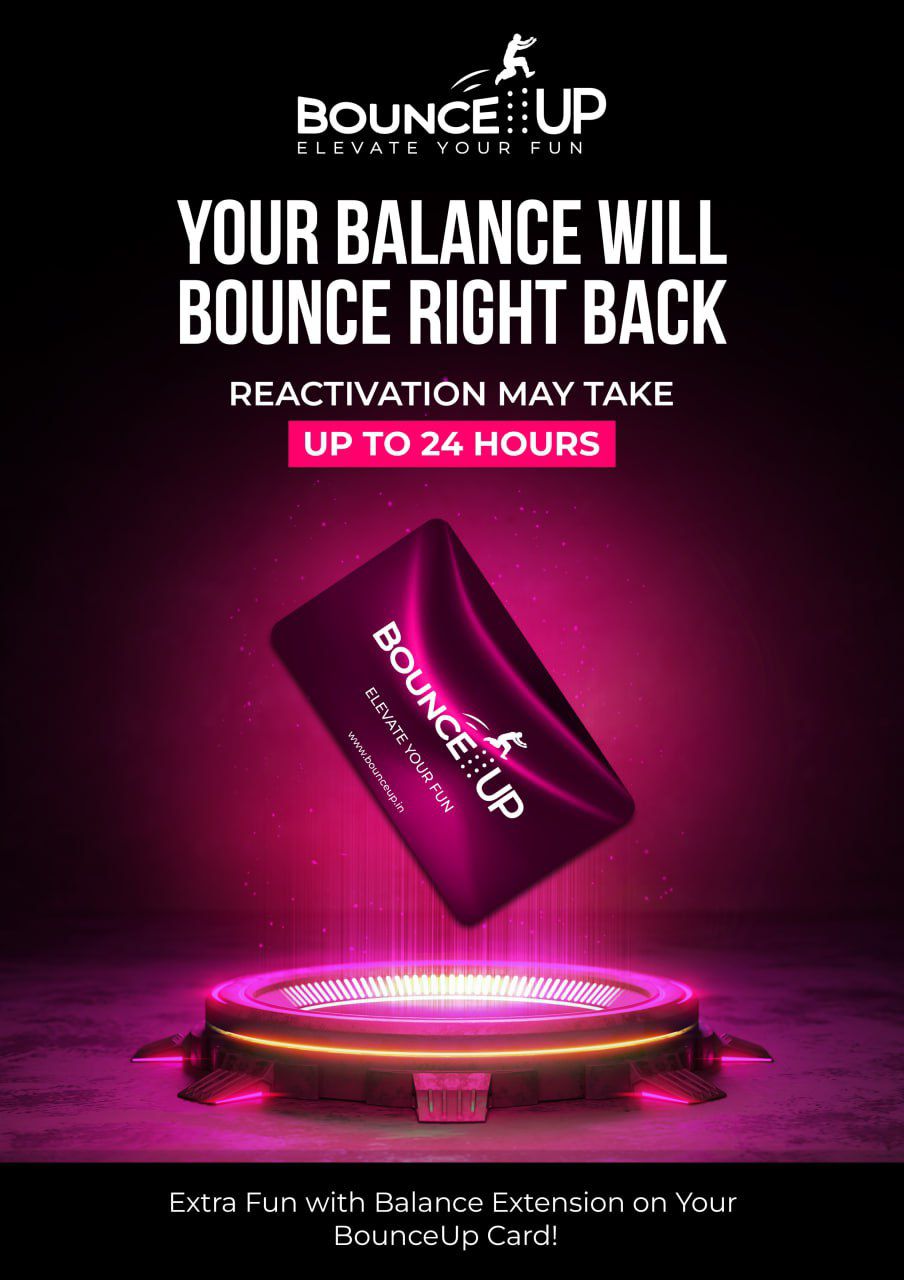 BOUNCE UP
ELEVATE YOUR FUN
YOUR BALANCE WILL
BOUNCE RIGHT BACK
REACTIVATION MAY TAKE
UP TO 24 HOURS
BOUNCE UP
ELEVATE YOUR FUN
www.bounceup.in
Extra Fun with Balance Extension on Your
BounceUp Card!